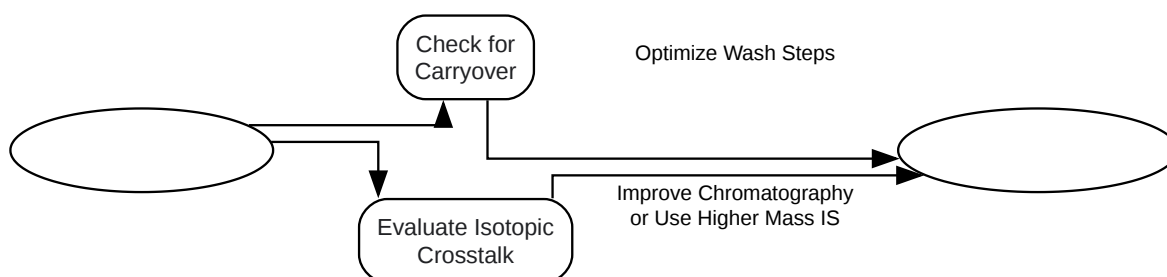 Check for
Carryover
Optimize Wash Steps
Evaluate Isotopic
Crosstalk
Improve Chromatography
or Use Higher Mass IS